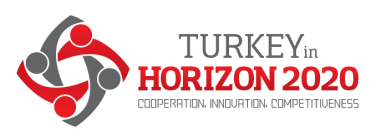 TURKEY in
HORIZON 2020
COOPERATION, INNOVATION, COMPETITIVENESS